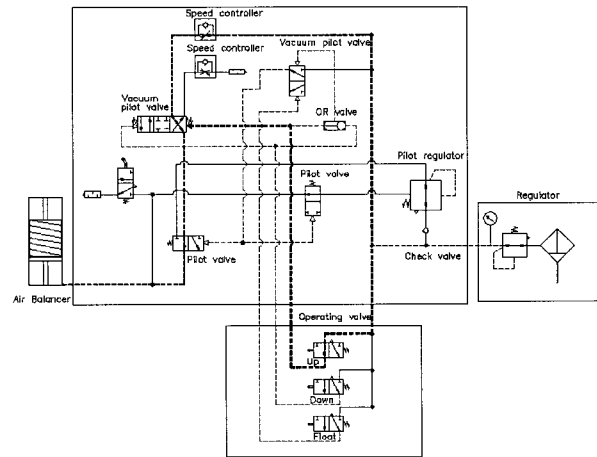 Speed controller
Speed controller
Vacuum pilot valve
Vacuum
pilot valve
OR valve
Pilot regulator
Pilot valve
Regulator
Pilot valve
Check valve
Air Balancer
Operating valve
Up
Down
Float